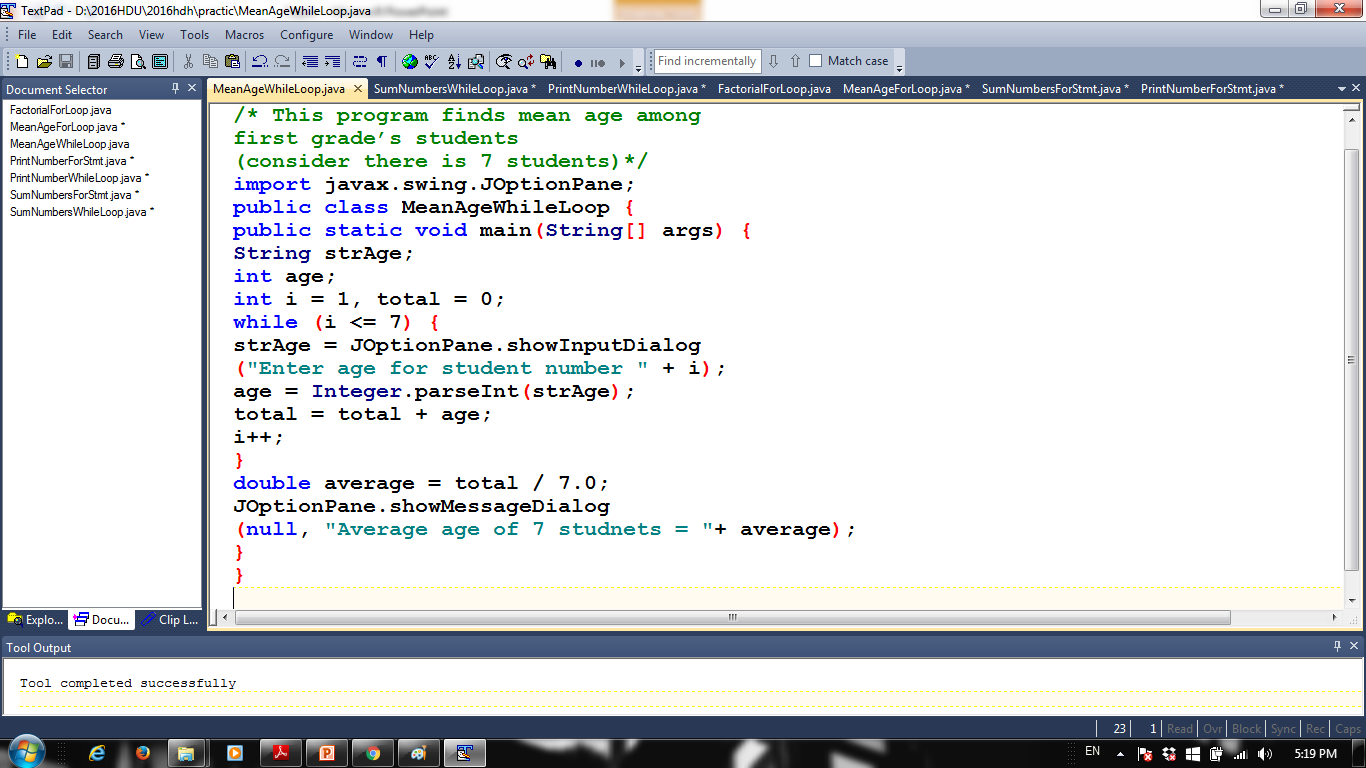 TextPad - D:\2016HDU\2016hdh\practic\MeanAgeWhileLoop.java
File Edit Search View Tools Macros Configure Window Help
Find incrementally Match case
Document Selector
FactorialForLoop.java
MeanAgeForLoop.java *
MeanAgeWhileLoop.java
PrintNumberForStmt.java *
PrintNumberWhileLoop.java *
SumNumbersForStmt.java *
SumNumbersWhileLoop.java *
Explo... Docu... Clip L...
MeanAgeWhileLoop.java SumNumbersWhileLoop.java * PrintNumberWhileLoop.java * FactorialForLoop.java MeanAgeForLoop.java * SumNumbersForStmt.java * PrintNumberForStmt.java *
/* This program finds mean age among
first grade’s students
(consider there is 7 students)*/
import javax.swing.JOptionPane;
public class MeanAgeWhileLoop {
public static void main(String[] args) {
String strAge;
int age;
int i = 1, total = 0;
while (i <= 7) {
strAge = JOptionPane.showInputDialog
("Enter age for student number " + i);
age = Integer.parseInt(strAge);
total = total + age;
i++;
}
double average = total / 7.0;
JOptionPane.showMessageDialog
(null, "Average age of 7 studnets = "+ average);
}
}
Tool Output
Tool completed successfully
23 1 Read Ovr Block Sync Rec Caps
EN 5:19 PM